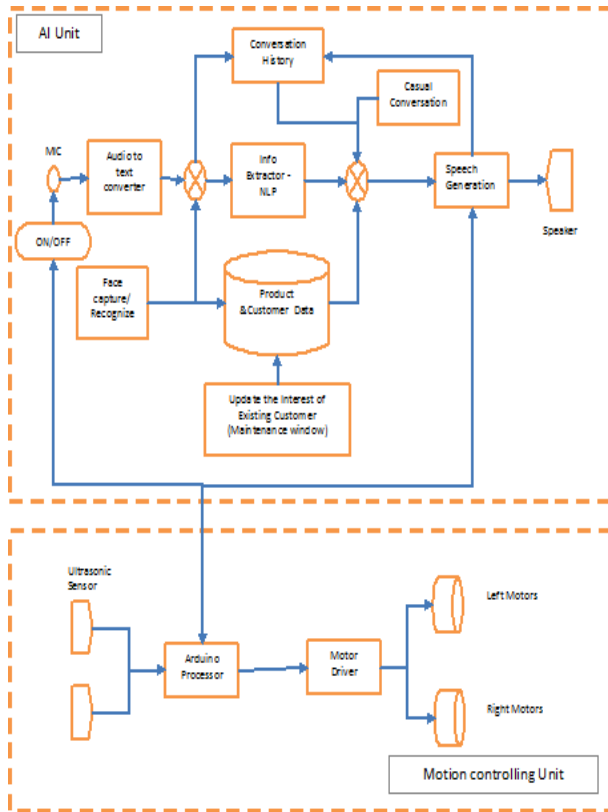 AI Unit
Conversation
History
Casual
Conversation
MIC
Audio to
text
converter
Info
Extractor -
NLP
Speech
Generation
Speaker
ON/OFF
Face
capture/
Recognize
Product
&Customer Data
Update the Interest of
Existing Customer
(Maintenance window)
Ultrasonic
Sensor
Left Motors
Arduino
Processor
Motor
Driver
Right Motors
Motion controlling Unit